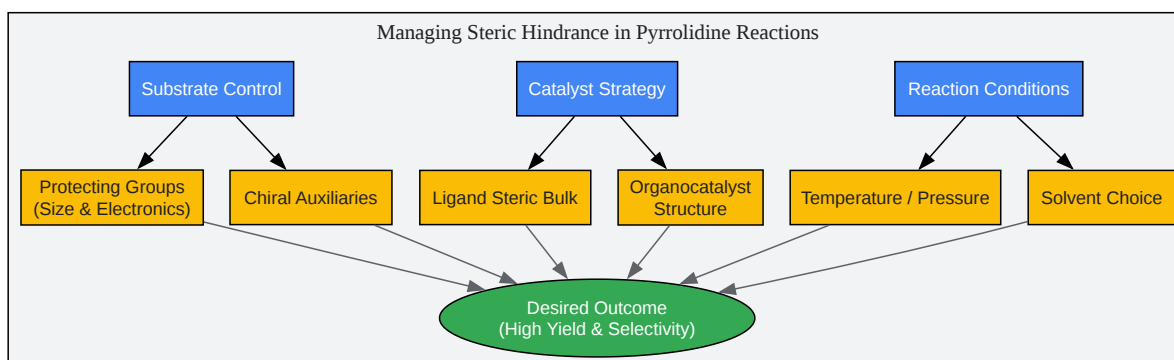 Managing Steric Hindrance in Pyrrolidine Reactions
Substrate Control
Catalyst Strategy
Reaction Conditions
Protecting Groups
(Size & Electronics)
Chiral Auxiliaries
Ligand Steric Bulk
Organocatalyst
Structure
Temperature / Pressure
Solvent Choice
Desired Outcome
(High Yield & Selectivity)